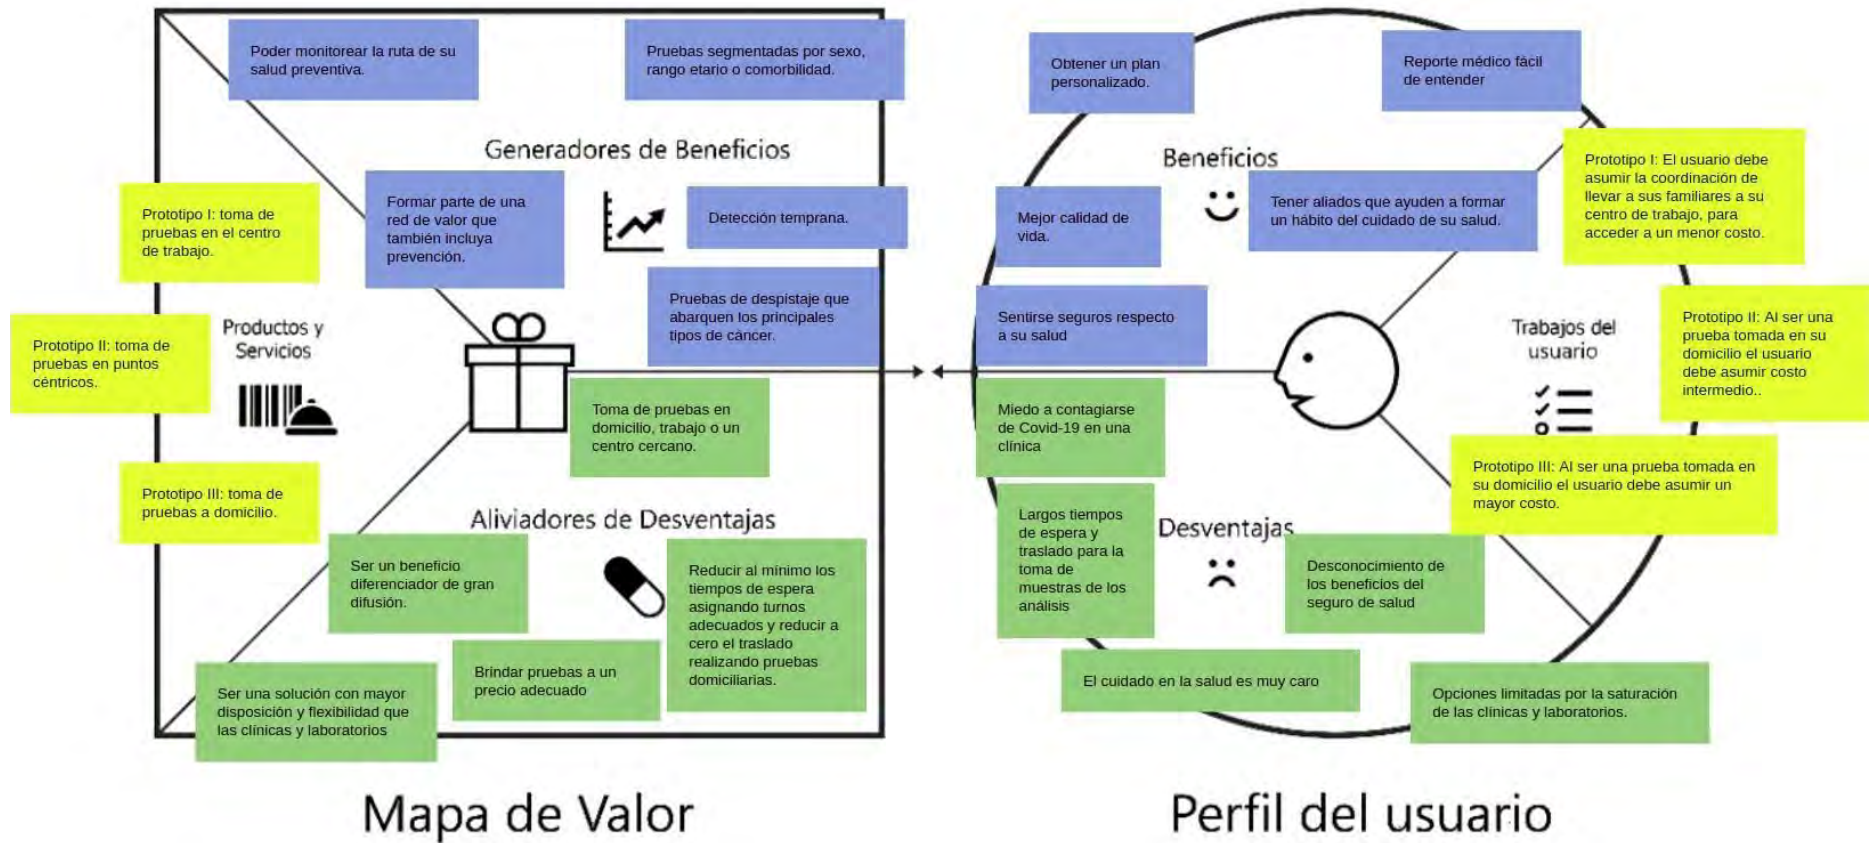 Poder monitorear la ruta de su
salud preventiva.
Pruebas segmentadas por sexo,
rango etario o comorbilidad.
Generadores de Beneficios
Prototipo I: toma de
pruebas en el centro
de trabajo.
Formar parte de una
red de valor que
también incluya
prevención.
Detección temprana.
Pruebas de despistaje que
abarquen los principales
tipos de cáncer.
Productos y
Servicios
Prototipo II: toma de
pruebas en puntos
céntricos.
Toma de pruebas en
domicilio, trabajo o un
centro cercano.
Prototipo III: toma de
pruebas a domicilio.
Aliviadores de Desventajas
Ser un beneficio
diferenciador de gran
difusión.
Reducir al mínimo los
tiempos de espera
asignando turnos
adecuados y reducir a
cero el traslado
realizando pruebas
domiciliarias.
Brindar pruebas a un
precio adecuado
Ser una solución con mayor
disposición y flexibilidad que
las clínicas y laboratorios
Mapa de Valor
Obtener un plan
personalizado.
Reporte médico fácil
de entender
Beneficios
Prototipo I: El usuario debe
asumir la coordinación de
llevar a sus familiares a su
centro de trabajo, para
acceder a un menor costo.
Mejor calidad de
vida.
Tener aliados que ayuden a formar
un hábito del cuidado de su salud.
Sentirse seguros respecto
a su salud
Trabajos del
usuario
Prototipo II: Al ser una
prueba tomada en su
domicilio el usuario
debe asumir costo
intermedio..
Miedo a contagiarse
de Covid-19 en una
clínica
Prototipo III: Al ser una prueba tomada en
su domicilio el usuario debe asumir un
mayor costo.
Largos tiempos
de espera y
traslado para la
toma de
muestras de los
análisis
Desventajas
Desconocimiento de
los beneficios del
seguro de salud
El cuidado en la salud es muy caro
Opciones limitadas por la saturación
de las clínicas y laboratorios.
Perfil del usuario